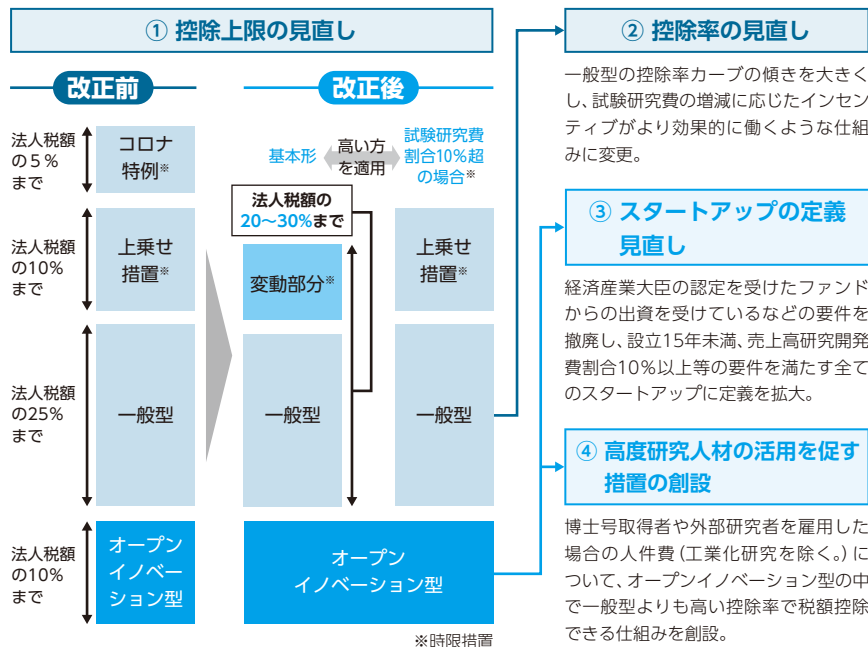 ① 控除上限の見直し
改正前
改正後
法人税額
の５％
まで
コロナ
特例※
法人税額
の10%
まで
上乗せ
措置※
法人税額
の25%
まで
一般型
法人税額
の10%
まで
オープン
イノベー
ション型
基本形
高い方
を適用
試験研究費
割合10%超
の場合※
法人税額の
20～30%まで
変動部分※
上乗せ
措置※
一般型
一般型
オープン
イノベーション型
※時限措置
② 控除率の見直し
一般型の控除率カーブの傾きを大きく
し、試験研究費の増減に応じたインセン
ティブがより効果的に働くような仕組
みに変更。
③ スタートアップの定義
見直し
経済産業大臣の認定を受けたファンド
からの出資を受けているなどの要件を
撤廃し、設立15年未満、売上高研究開発
費割合10％以上等の要件を満たす全て
のスタートアップに定義を拡大。
④ 高度研究人材の活用を促す
措置の創設
博士号取得者や外部研究者を雇用した
場合の人件費（工業化研究を除く。）に
ついて、オープンイノベーション型の中
で一般型よりも高い控除率で税額控除
できる仕組みを創設。